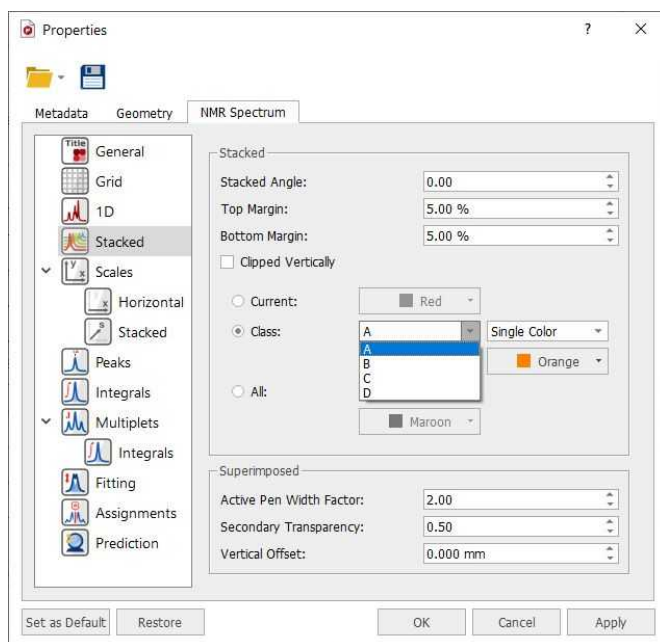 Properties
?
Metadata Geometry NMR Spectrum
Title
General
Grid
1D
Stacked
Scales
Horizontal
Stacked
Peaks
Integrals
Multiplets
Integrals
Fitting
Assignments
Prediction
Stacked
Stacked Angle: 0.00
Top Margin: 5.00 %
Bottom Margin: 5.00 %
Clipped Vertically
Current: Red
Class: A Single Color
A
B
C
D
Orange
All:
Maroon
Superimposed
Active Pen Width Factor: 2.00
Secondary Transparency: 0.50
Vertical Offset: 0.000 mm
Set as Default Restore OK Cancel Apply